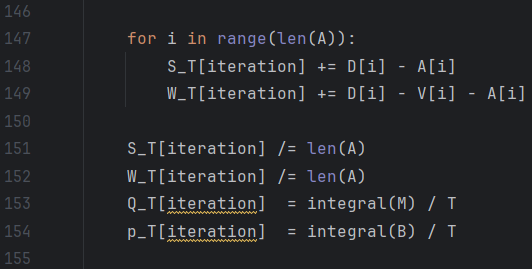 146
147 for i in range(len(A)):
148 S_T[iteration] += D[i] - A[i]
149 W_T[iteration] += D[i] - V[i] - A[i]
150
151 S_T[iteration] /= len(A)
152 W_T[iteration] /= len(A)
153 Q_T[iteration]  = integral(M) / T
154 p_T[iteration]  = integral(B) / T
155